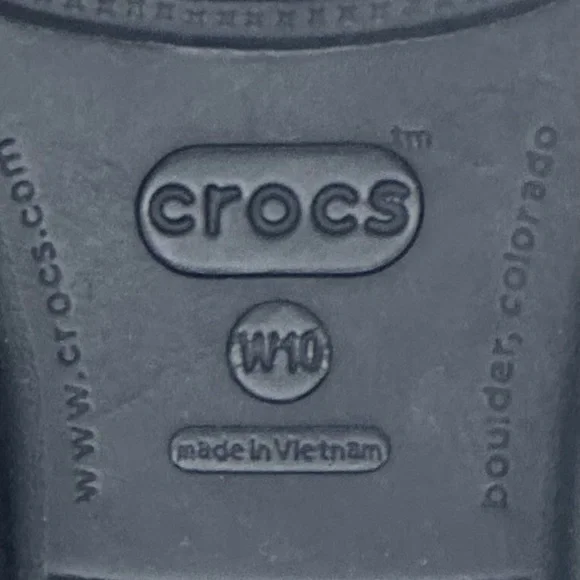 tm
crocs
W10
made in Vietnam
www.crocs.com
boulder, colorado